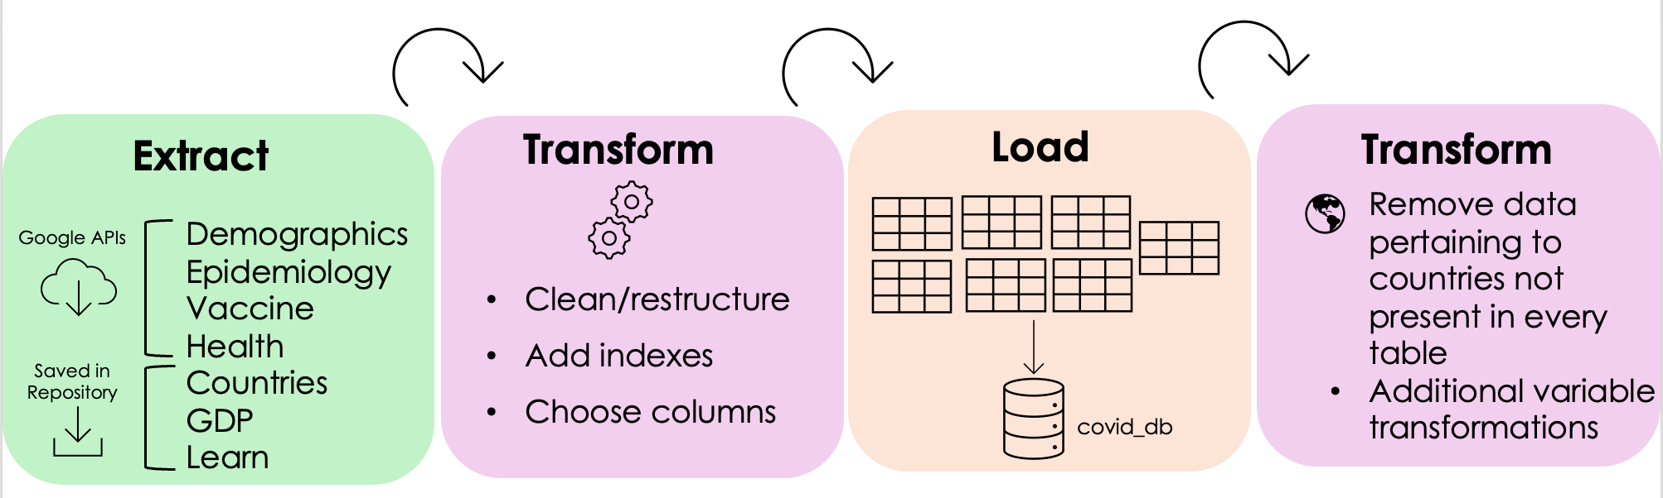 Extract
Google APIs
Demographics
Epidemiology
Vaccine
Health
Saved in
Repository
Countries
GDP
Learn
Transform
• Clean/restructure
• Add indexes
• Choose columns
Load
covid_db
Transform
Remove data
pertaining to
countries not
present in every
table
• Additional variable
transformations